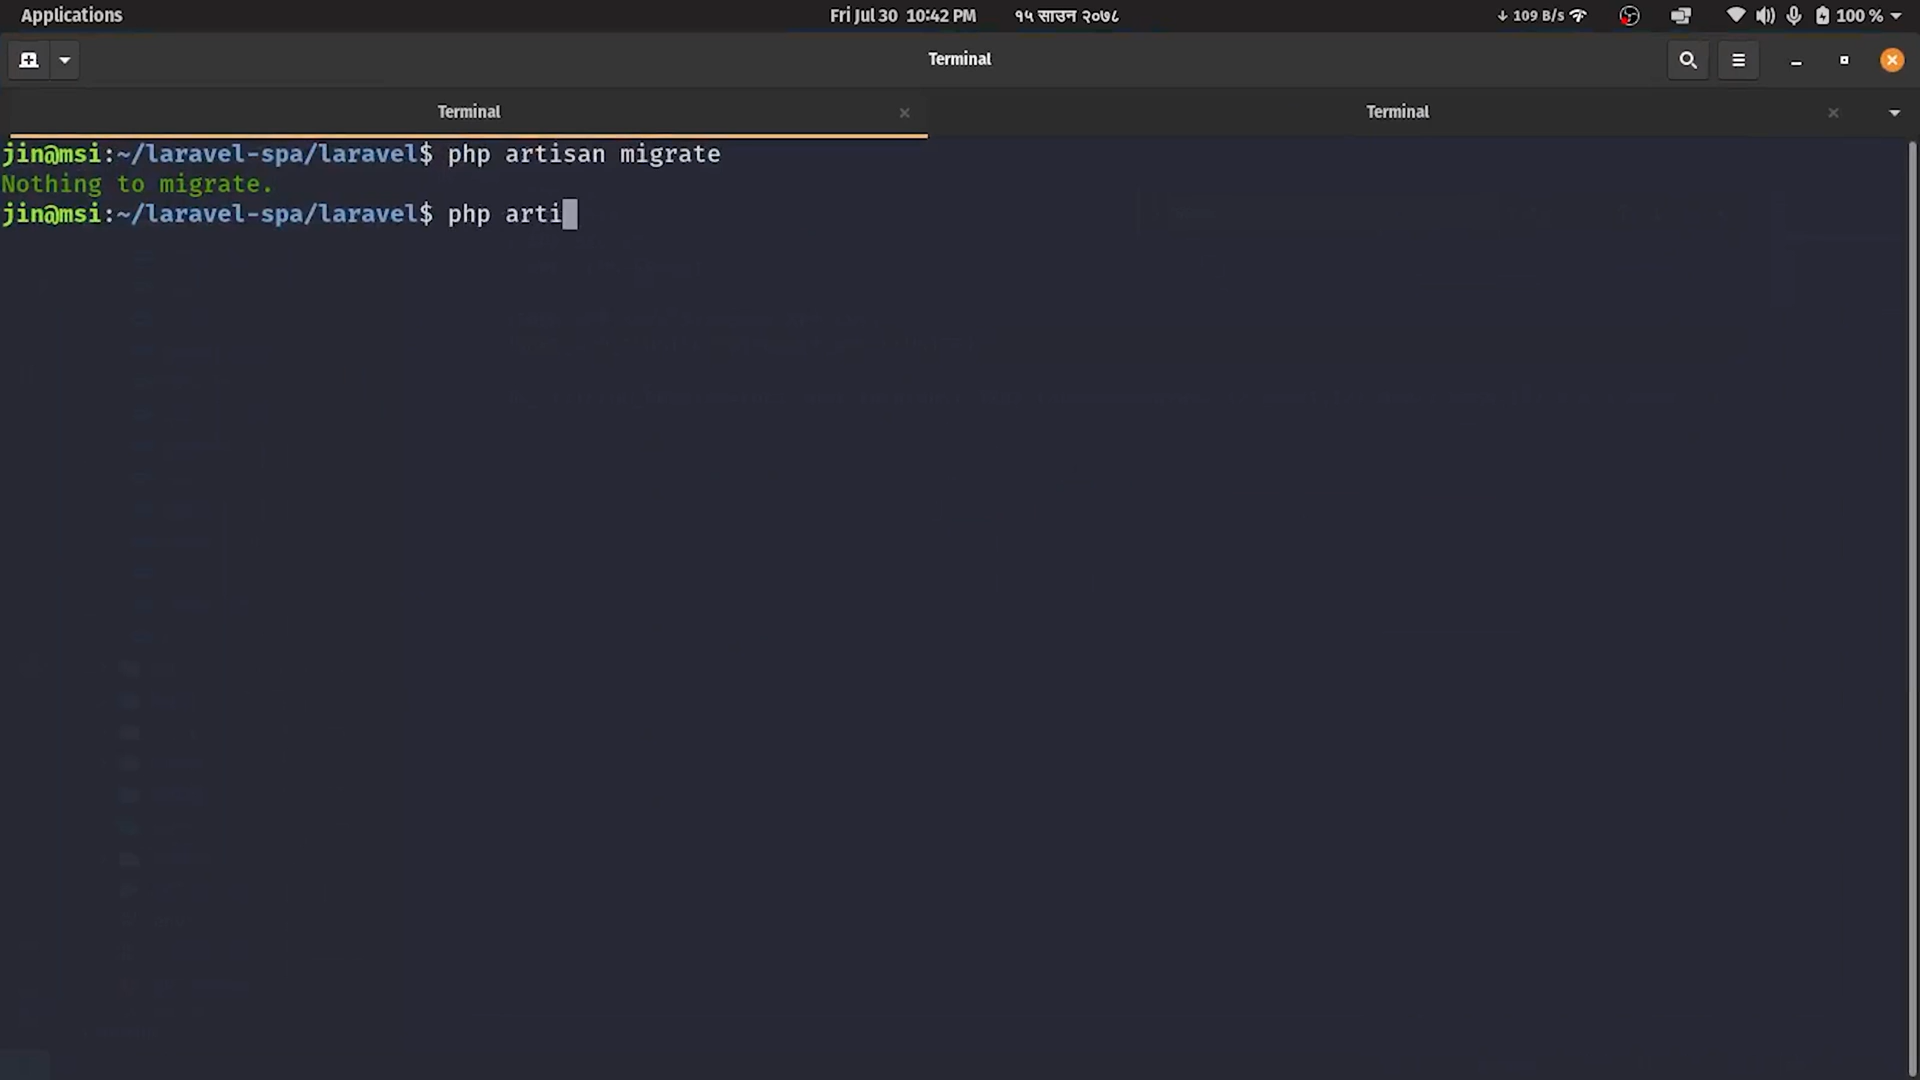 Applications
Fri Jul 30 10:42 PM
१५ साउन २०७८
↓ 109 B/s
100 %
Terminal
Terminal
Terminal
jin@msi:~/laravel-spa/laravel$ php artisan migrate
Nothing to migrate.
jin@msi:~/laravel-spa/laravel$ php arti